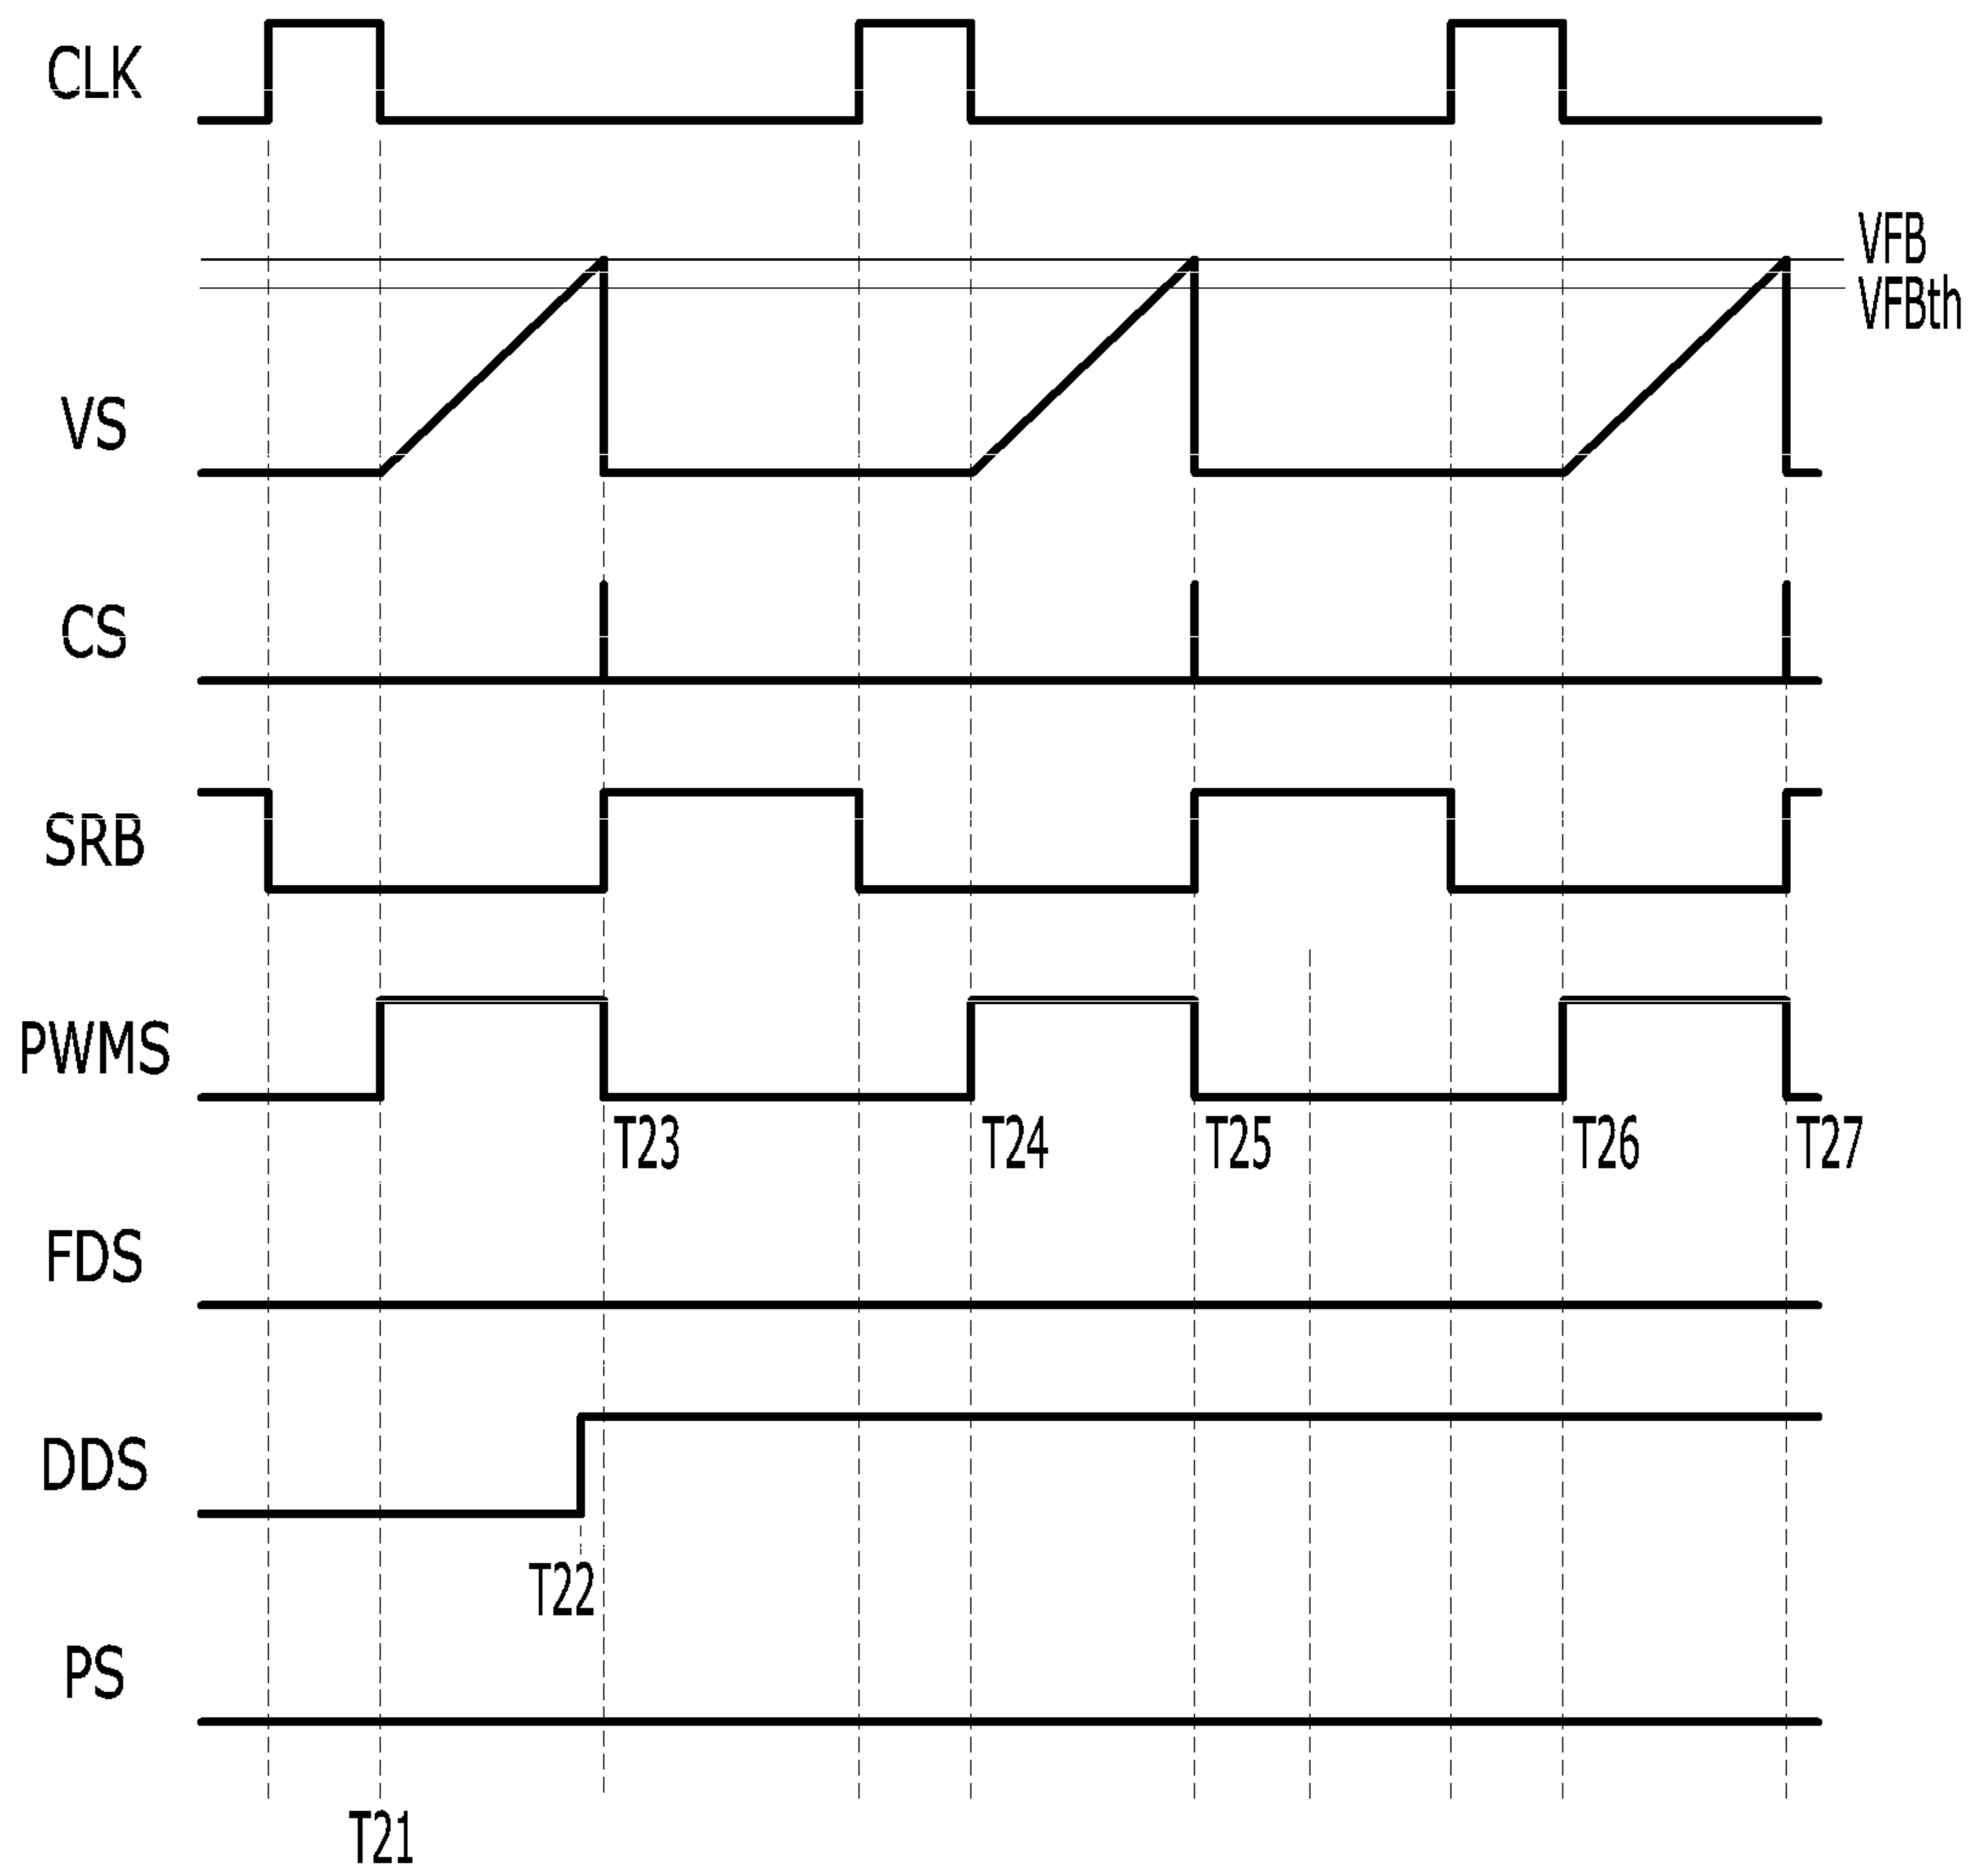 CLK
VFB
VFBth
VS
CS
SRB
PWMS
T23 T24 T25 T26 T27
FDS
DDS
T22
PS
T21